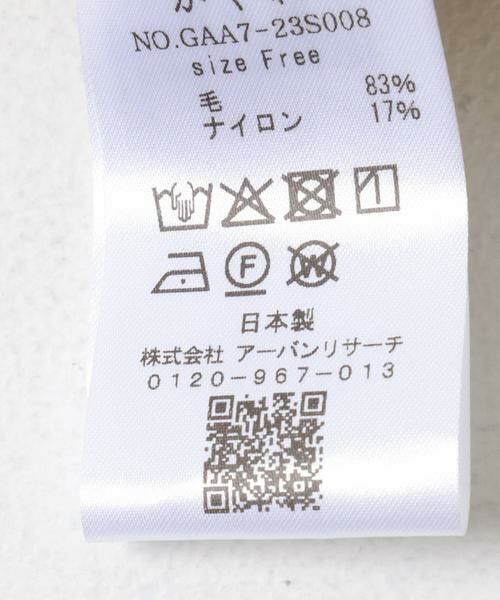 NO.GAA7-23S008
size Free
毛 83%
ナイロン 17%
F
W
日本製
株式会社 アーバンリサーチ
0120-967-013